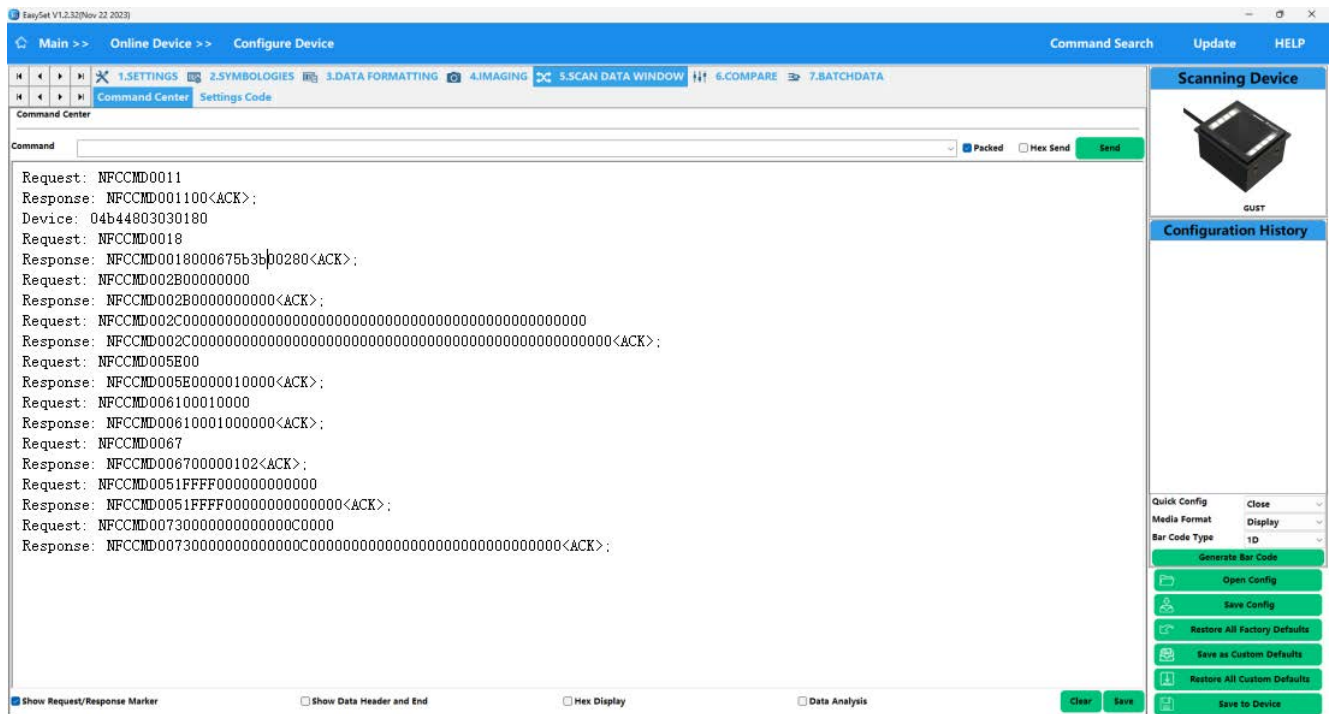 EasySet V1.2.32(Nov 22 2023)
Main >> Online Device >> Configure Device Command Search Update HELP
1.SETTINGS 2.SYMBOLOGIES 3.DATA FORMATTING 4.IMAGING 5.SCAN DATA WINDOW 6.COMPARE 7.BATCHDATA
Command Center Settings Code
Command Center
Command Packed Hex Send Send
Request: NFCCMD0011
Response: NFCCMD001100<ACK>;
Device: 04b44803030180
Request: NFCCMD0018
Response: NFCCMD0018000675b3b00280<ACK>;
Request: NFCCMD002B00000000
Response: NFCCMD002B0000000000<ACK>;
Request: NFCCMD002C00000000000000000000000000000000000000000000000000
Response: NFCCMD002C0000000000000000000000000000000000000000000000000000<ACK>;
Request: NFCCMD005E00
Response: NFCCMD005E0000010000<ACK>;
Request: NFCCMD006100010000
Response: NFCCMD00610001000000<ACK>;
Request: NFCCMD0067
Response: NFCCMD006700000102<ACK>;
Request: NFCCMD0051FFFF000000000000
Response: NFCCMD0051FFFF00000000000000<ACK>;
Request: NFCCMD00730000000000000C0000
Response: NFCCMD00730000000000000C000000000000000000000000000000<ACK>;
Show Request/Response Marker Show Data Header and End Hex Display Data Analysis Clear Save
Scanning Device
GUST
Configuration History
Quick Config Close
Media Format Display
Bar Code Type 1D
Generate Bar Code
Open Config
Save Config
Restore All Factory Defaults
Save as Custom Defaults
Restore All Custom Defaults
Save to Device